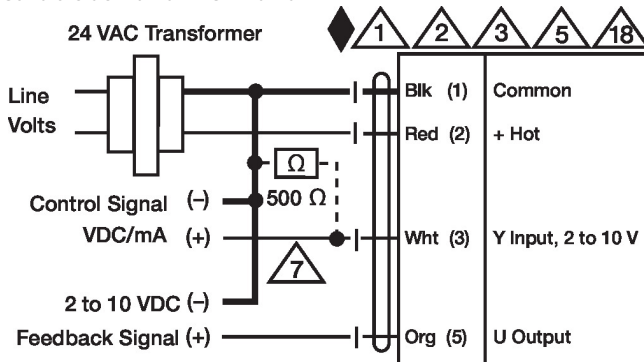 24 VAC Transformer
1 2 3 5 18
Line
Volts
Blk (1) Common
Red (2) + Hot
Ω
500 Ω
Control Signal (-)
VDC/mA (+)
Wht (3) Y Input, 2 to 10 V
7
2 to 10 VDC (-)
Feedback Signal (+)
Org (5) U Output